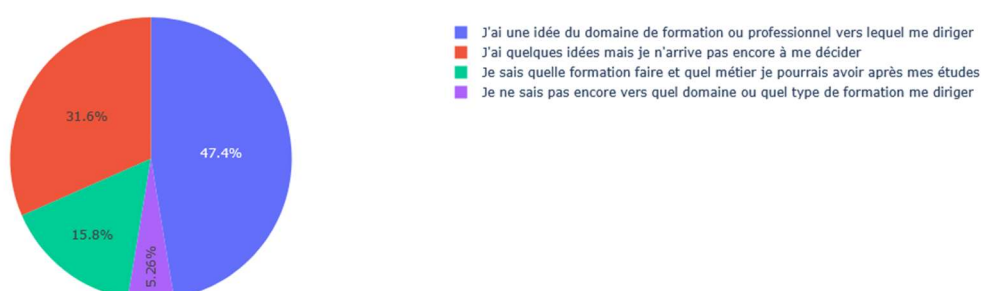 J'ai une idée du domaine de formation ou professionnel vers lequel me diriger
J'ai quelques idées mais je n'arrive pas encore à me décider
Je sais quelle formation faire et quel métier je pourrais avoir après mes études
Je ne sais pas encore vers quel domaine ou quel type de formation me diriger
31.6%
47.4%
15.8%
5.26%